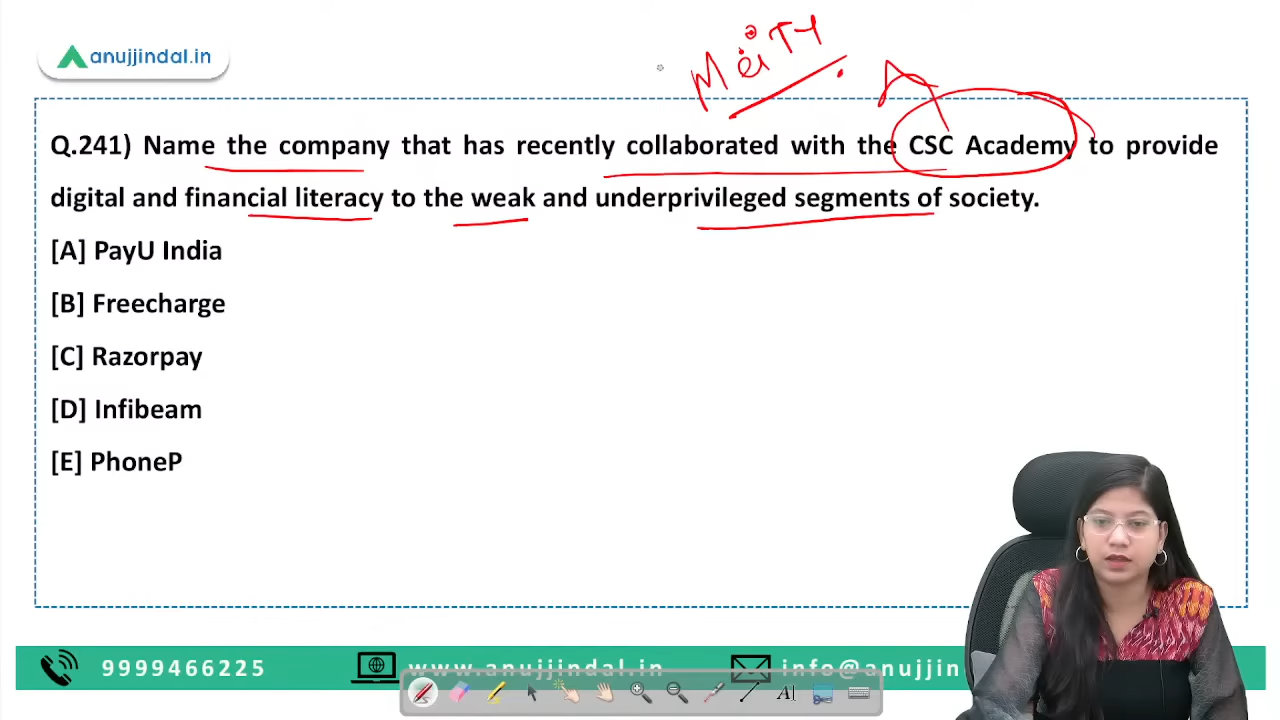 anujjindal.in
MeiTY
Q.241) Name the company that has recently collaborated with the CSC Academy to provide
digital and financial literacy to the weak and underprivileged segments of society.
[A] PayU India
[B] Freecharge
[C] Razorpay
[D] Infibeam
[E] PhoneP
9999466225
www.anujjindal.in
info@anujjin
A